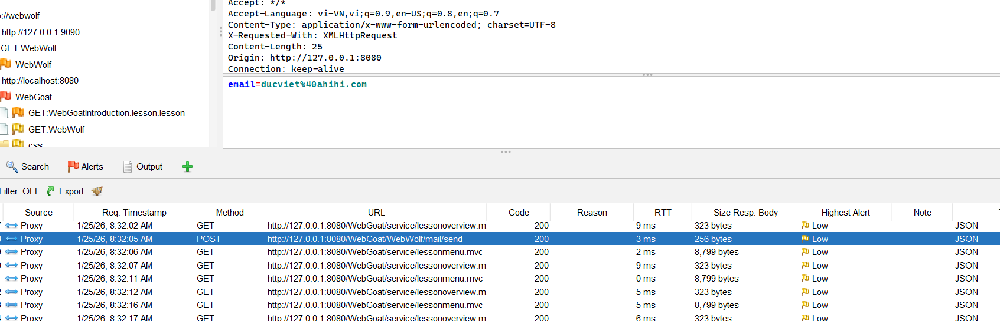 ://webwolf
http://127.0.0.1:9090
GET:WebWolf
WebWolf
http://localhost:8080
WebGoat
GET:WebGoatIntroduction.lesson.lesson
GET:WebWolf
css
Accept: */*
Accept-Language: vi-VN,vi;q=0.9,en-US;q=0.8,en;q=0.7
Content-Type: application/x-www-form-urlencoded; charset=UTF-8
X-Requested-With: XMLHttpRequest
Content-Length: 25
Origin: http://127.0.0.1:8080
Connection: keep-alive
email=ducviet%40ahihi.com
Search Alerts Output
Filter: OFF Export
Source Req. Timestamp Method URL Code Reason RTT Size Resp. Body Highest Alert Note
Proxy 1/25/26, 8:32:02 AM GET http://127.0.0.1:8080/WebGoat/service/lessonoverview.m 200 9 ms 323 bytes Low JSON
Proxy 1/25/26, 8:32:05 AM POST http://127.0.0.1:8080/WebGoat/WebWolf/mail/send 200 3 ms 256 bytes Low JSON
Proxy 1/25/26, 8:32:06 AM GET http://127.0.0.1:8080/WebGoat/service/lessonmenu.mvc 200 2 ms 8,799 bytes Low JSON
Proxy 1/25/26, 8:32:07 AM GET http://127.0.0.1:8080/WebGoat/service/lessonoverview.m 200 9 ms 323 bytes Low JSON
Proxy 1/25/26, 8:32:11 AM GET http://127.0.0.1:8080/WebGoat/service/lessonmenu.mvc 200 0 ms 8,799 bytes Low JSON
Proxy 1/25/26, 8:32:12 AM GET http://127.0.0.1:8080/WebGoat/service/lessonoverview.m 200 5 ms 323 bytes Low JSON
Proxy 1/25/26, 8:32:16 AM GET http://127.0.0.1:8080/WebGoat/service/lessonmenu.mvc 200 5 ms 8,799 bytes Low JSON
Proxy 1/25/26, 8:32:17 AM GET http://127.0.0.1:8080/WebGoat/service/lessonoverview.m 200 6 ms 323 bytes Low JSON